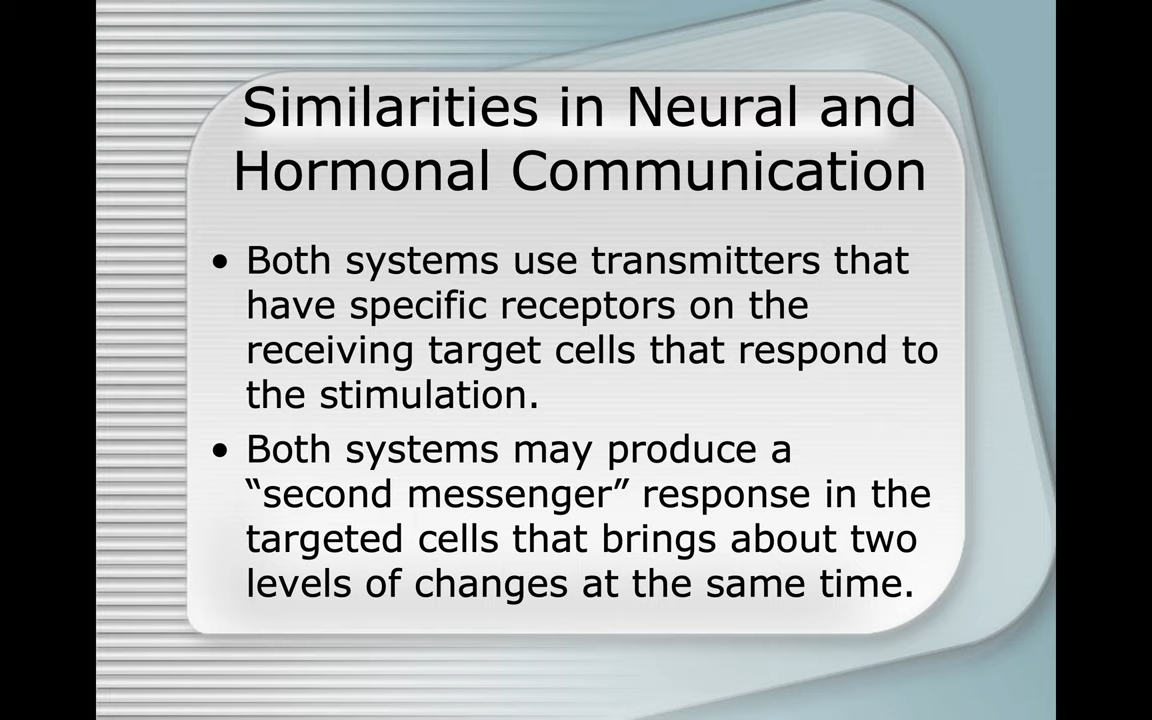 Similarities in Neural and
Hormonal Communication
• Both systems use transmitters that
have specific receptors on the
receiving target cells that respond to
the stimulation.
• Both systems may produce a
“second messenger” response in the
targeted cells that brings about two
levels of changes at the same time.